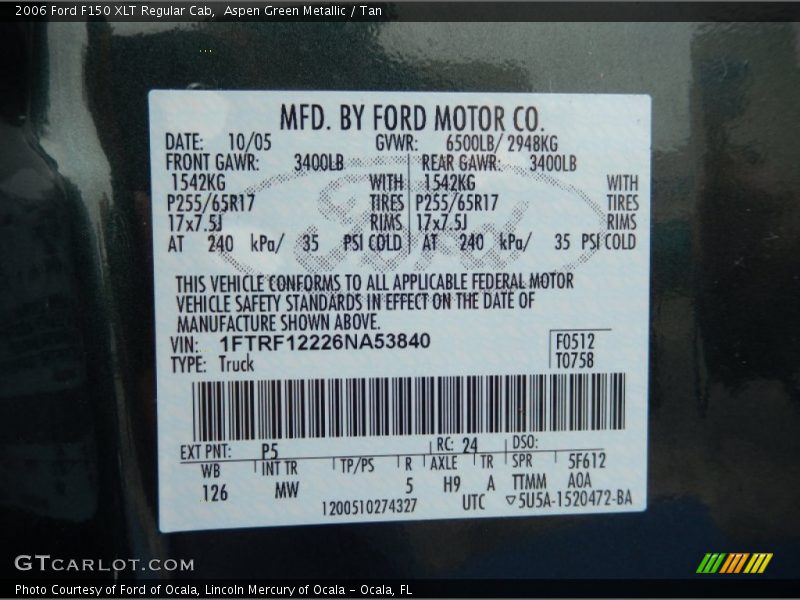 2006 Ford F150 XLT Regular Cab,  Aspen Green Metallic / Tan
MFD. BY FORD MOTOR CO.
DATE: 10/05 GVWR: 6500LB/ 2948KG
FRONT GAWR: 3400LB REAR GAWR: 3400LB
1542KG WITH 1542KG WITH
P255/65R17 TIRES P255/65R17 TIRES
17x7.5J RIMS 17x7.5J RIMS
AT 240 kPa/ 35 PSI COLD AT 240 kPa/ 35 PSI COLD
Ford
THIS VEHICLE CONFORMS TO ALL APPLICABLE FEDERAL MOTOR
VEHICLE SAFETY STANDARDS IN EFFECT ON THE DATE OF
MANUFACTURE SHOWN ABOVE.
VIN: 1FTRF12226NA53840 F0512
TYPE: Truck T0758
EXT PNT: P5 RC: 24 DSO:
WB INT TR TP/PS R AXLE TR SPR 5F612
126 MW 5 H9 A TTMM A0A
1200510274327 UTC ▽5U5A-1520472-BA
GTcarlot.com
Photo Courtesy of Ford of Ocala, Lincoln Mercury of Ocala – Ocala, FL